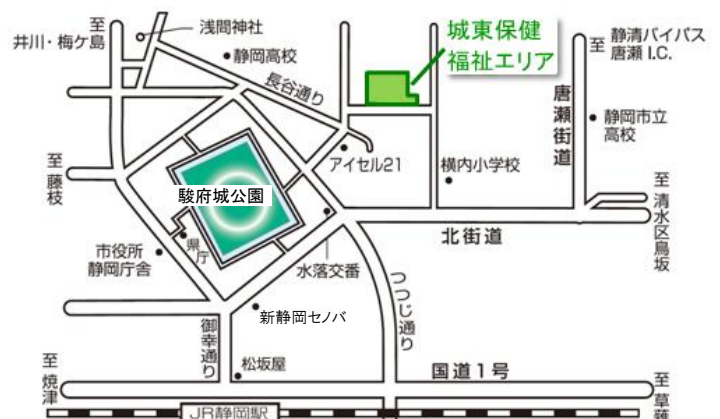 至
井川・梅ケ島
浅間神社
静岡高校
長谷通り
城東保健
福祉エリア
至
静清バイパス
唐瀬 I.C.
唐瀬街道
静岡市立
高校
至
藤枝
アイセル21
横内小学校
駿府城公園
至
清水区鳥坂
北街道
県庁
市役所
静岡庁舎
水落交番
つつじ通り
新静岡セノバ
御幸通り
松坂屋
国道1号
至
焼津
至
草薙
JR静岡駅